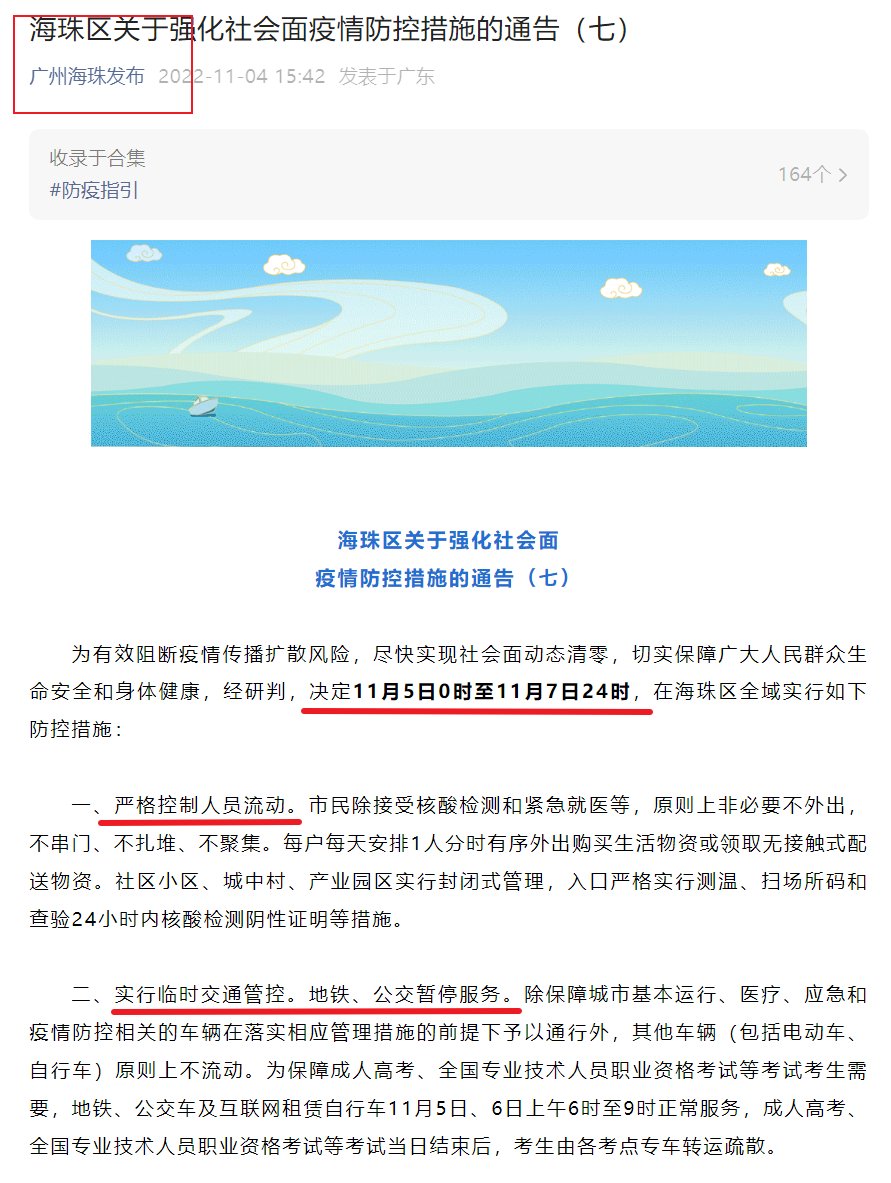 海珠区关于强化社会面疫情防控措施的通告（七）
广州海珠发布 2022-11-04 15:42 发表于广东
收录于合集
#防疫指引
164个
海珠区关于强化社会面
疫情防控措施的通告（七）
为有效阻断疫情传播扩散风险，尽快实现社会面动态清零，切实保障广大人民群众生
命安全和身体健康，经研判，决定11月5日0时至11月7日24时，在海珠区全域实行如下
防控措施：
一、严格控制人员流动。市民除接受核酸检测和紧急就医等，原则上非必要不外出，
不串门、不扎堆、不聚集。每户每天安排1人分时有序外出购买生活物资或领取无接触式配
送物资。社区小区、城中村、产业园区实行封闭式管理，入口严格实行测温、扫场所码和
查验24小时内核酸检测阴性证明等措施。
二、实行临时交通管控。地铁、公交暂停服务。除保障城市基本运行、医疗、应急和
疫情防控相关的车辆在落实相应管理措施的前提下予以通行外，其他车辆（包括电动车、
自行车）原则上不流动。为保障成人高考、全国专业技术人员职业资格考试等考试考生需
要，地铁、公交车及互联网租赁自行车11月5日、6日上午6时至9时正常服务，成人高考、
全国专业技术人员职业资格考试等考试当日结束后，考生由各考点专车转运疏散。